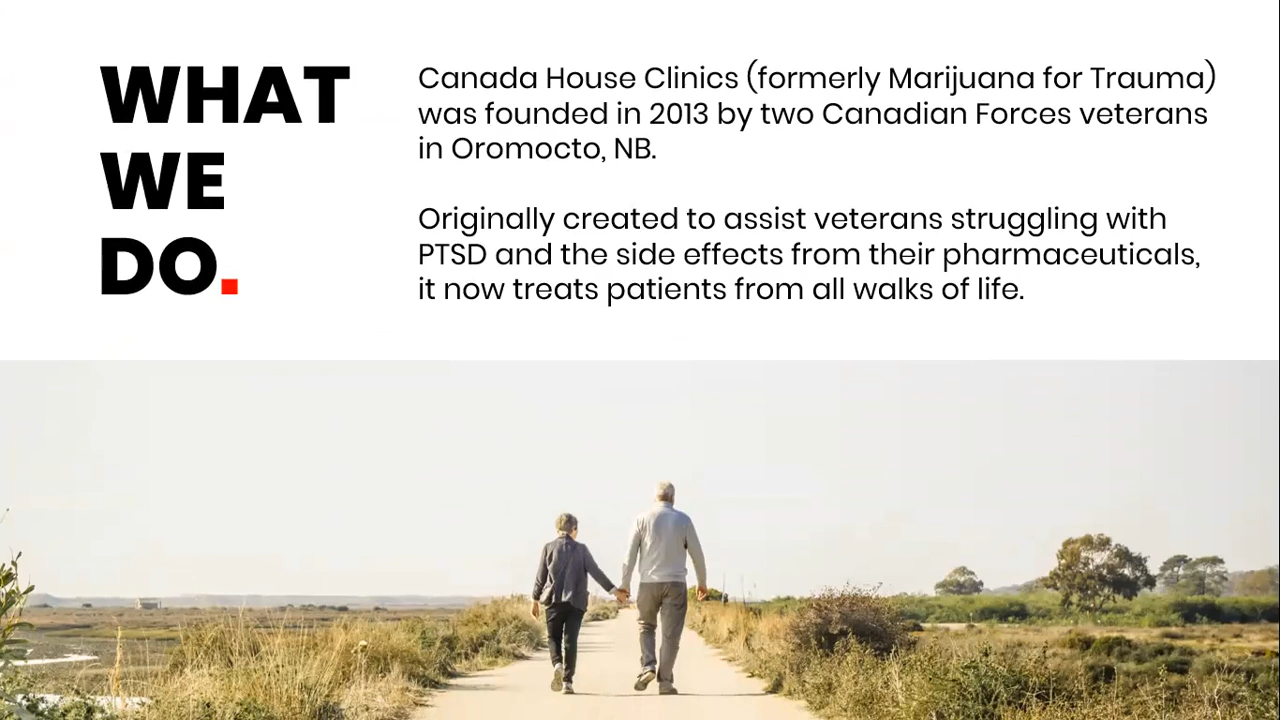 WHAT
WE
DO.
Canada House Clinics (formerly Marijuana for Trauma)
was founded in 2013 by two Canadian Forces veterans
in Oromocto, NB.
Originally created to assist veterans struggling with
PTSD and the side effects from their pharmaceuticals,
it now treats patients from all walks of life.